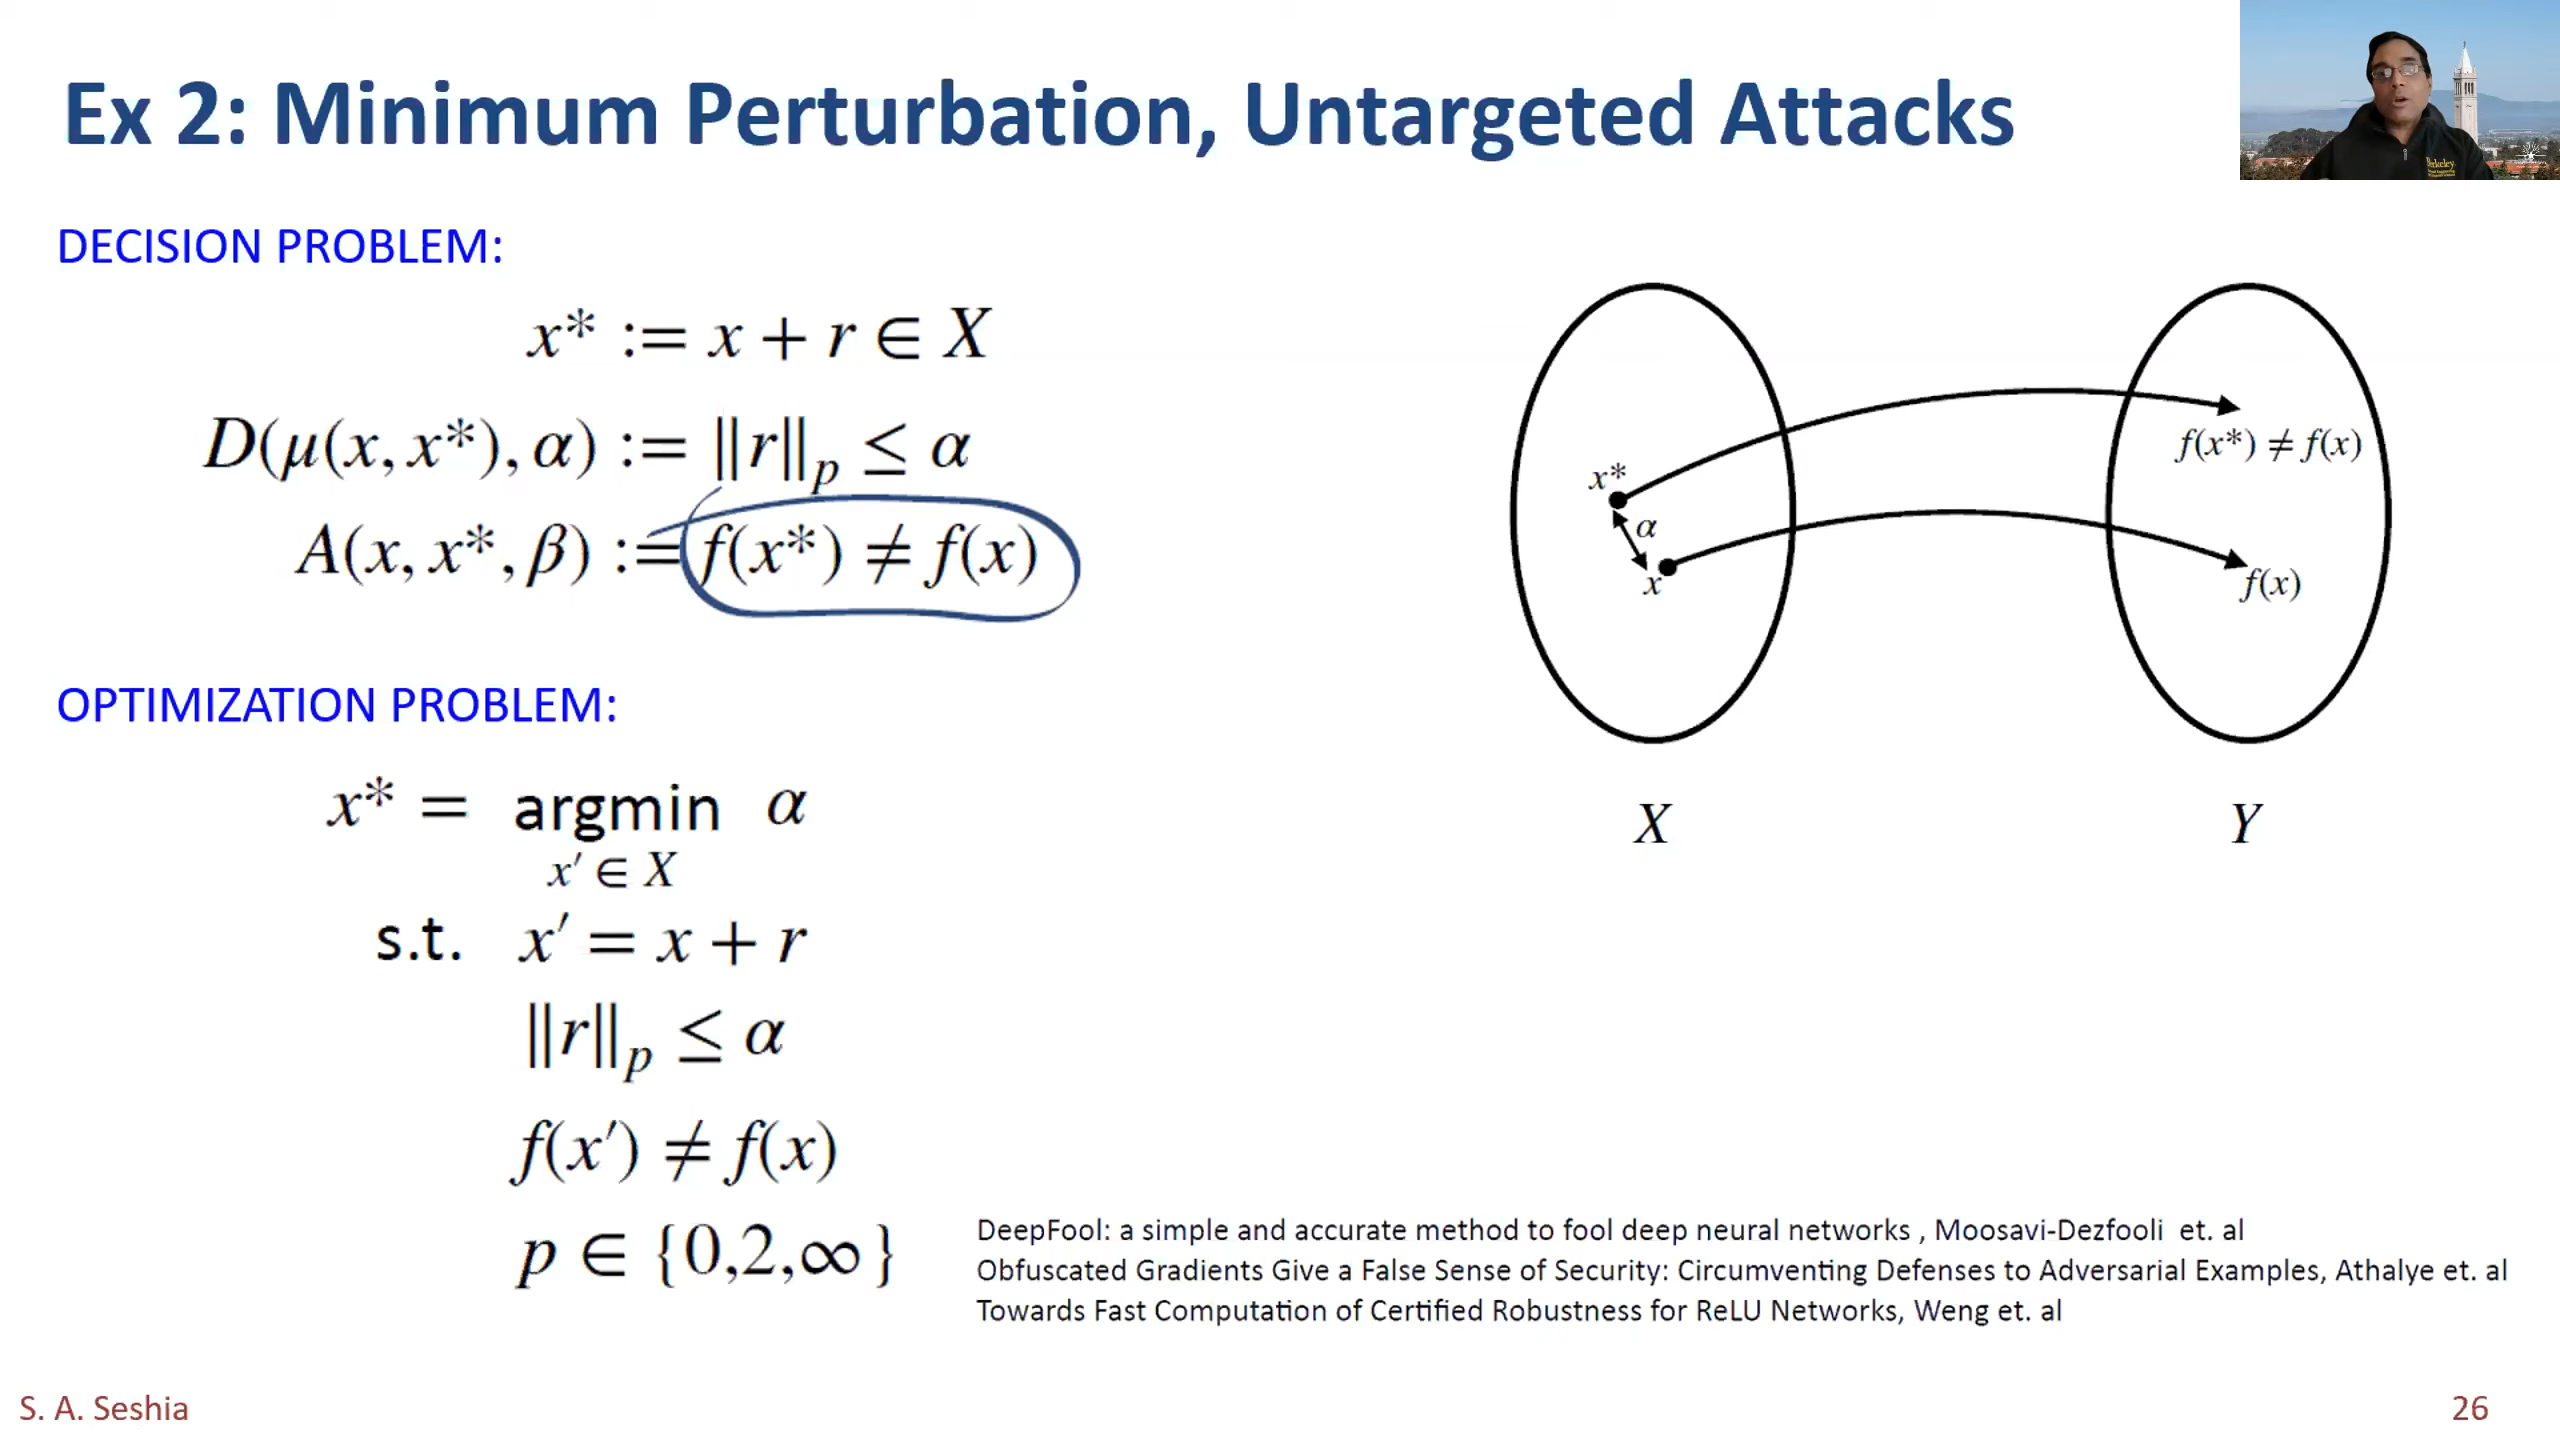 Ex 2: Minimum Perturbation, Untargeted Attacks
Berkeley
DECISION PROBLEM:
x* := x + r ∈ X
D(μ(x, x*), α) := ||r||ₚ ≤ α
A(x, x*, β) := f(x*) ≠ f(x)
OPTIMIZATION PROBLEM:
x* = argmin α
x′ ∈ X
s.t. x′ = x + r
||r||ₚ ≤ α
f(x′) ≠ f(x)
p ∈ {0,2,∞}
x*
α
x
f(x*) ≠ f(x)
f(x)
X
Y
DeepFool: a simple and accurate method to fool deep neural networks , Moosavi-Dezfooli et. al
Obfuscated Gradients Give a False Sense of Security: Circumventing Defenses to Adversarial Examples, Athalye et. al
Towards Fast Computation of Certified Robustness for ReLU Networks, Weng et. al
S. A. Seshia
26